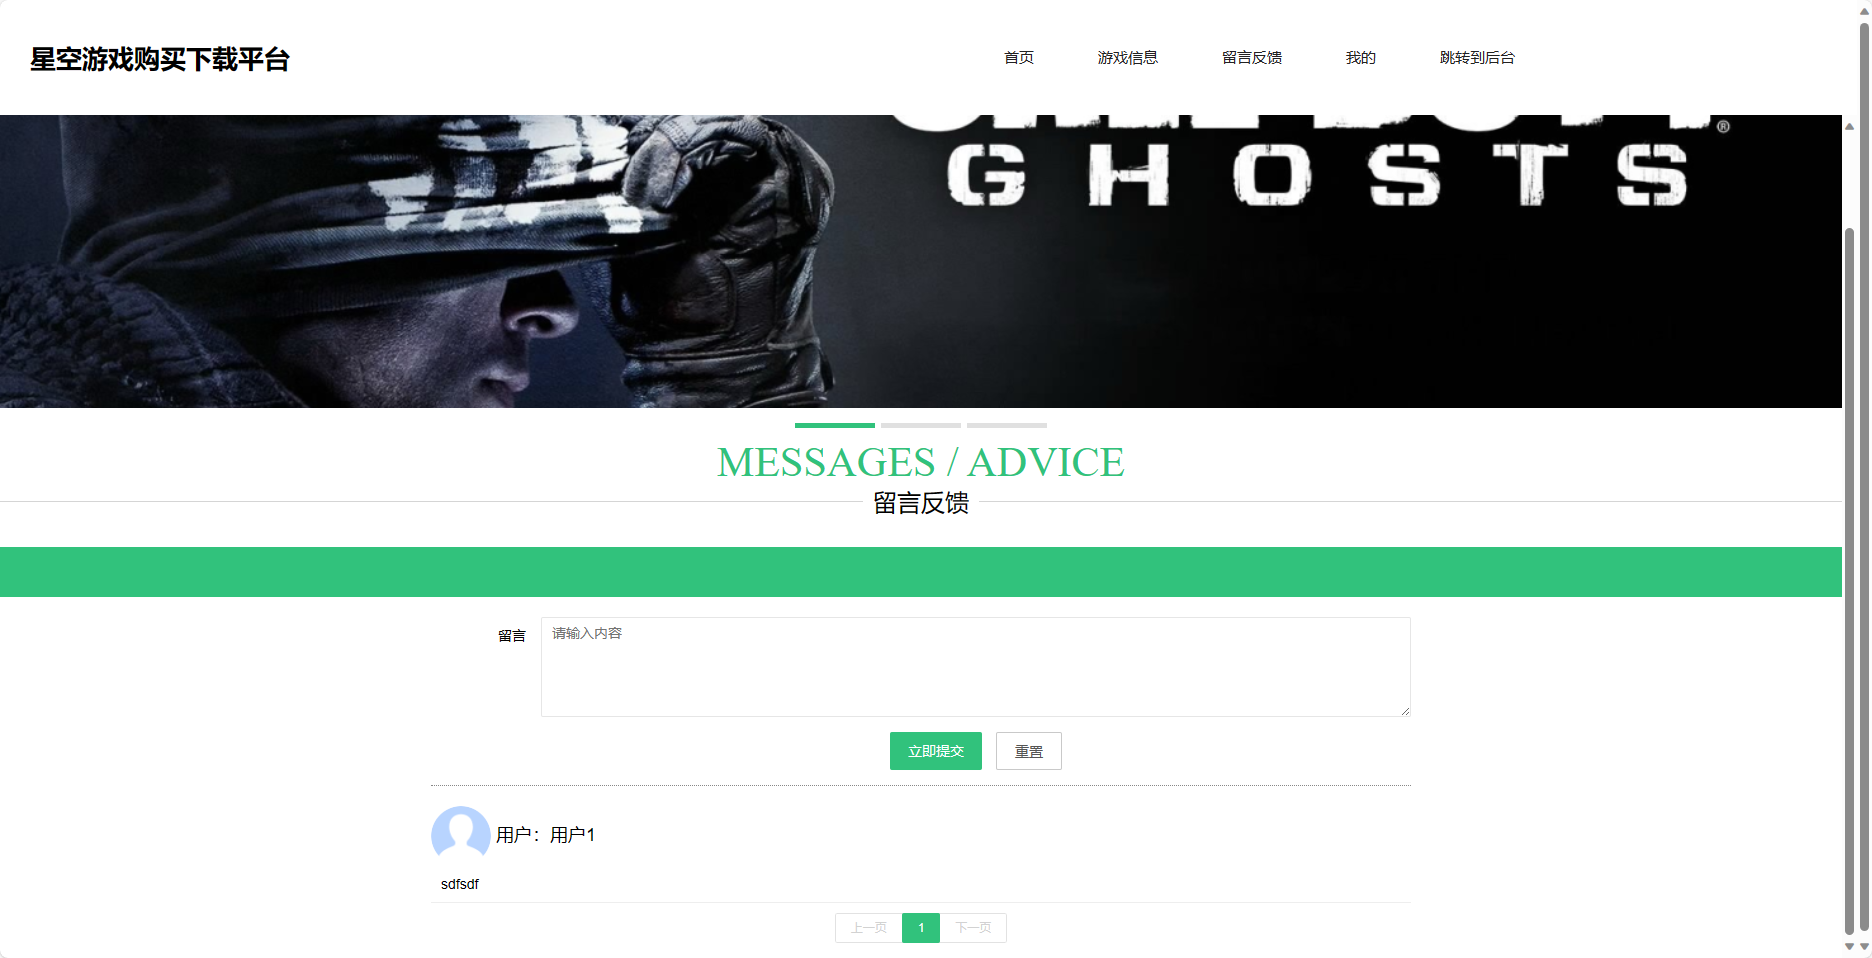 星空游戏购买下载平台
首页 游戏信息 留言反馈 我的 跳转到后台
®
GHOSTS
MESSAGES / ADVICE
留言反馈
留言 请输入内容
立即提交 重置
用户：用户1
sdfsdf
上一页 1 下一页